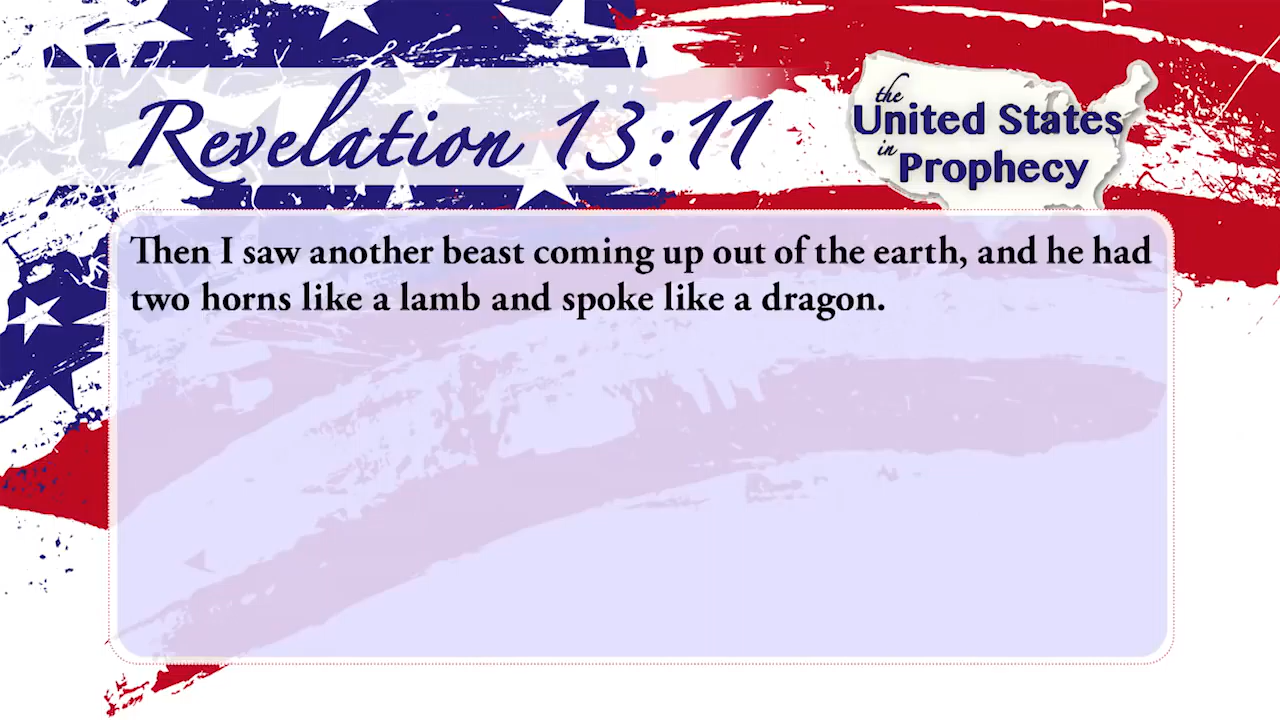 Revelation 13:11
the
United States
in
Prophecy
Then I saw another beast coming up out of the earth, and he had
two horns like a lamb and spoke like a dragon.